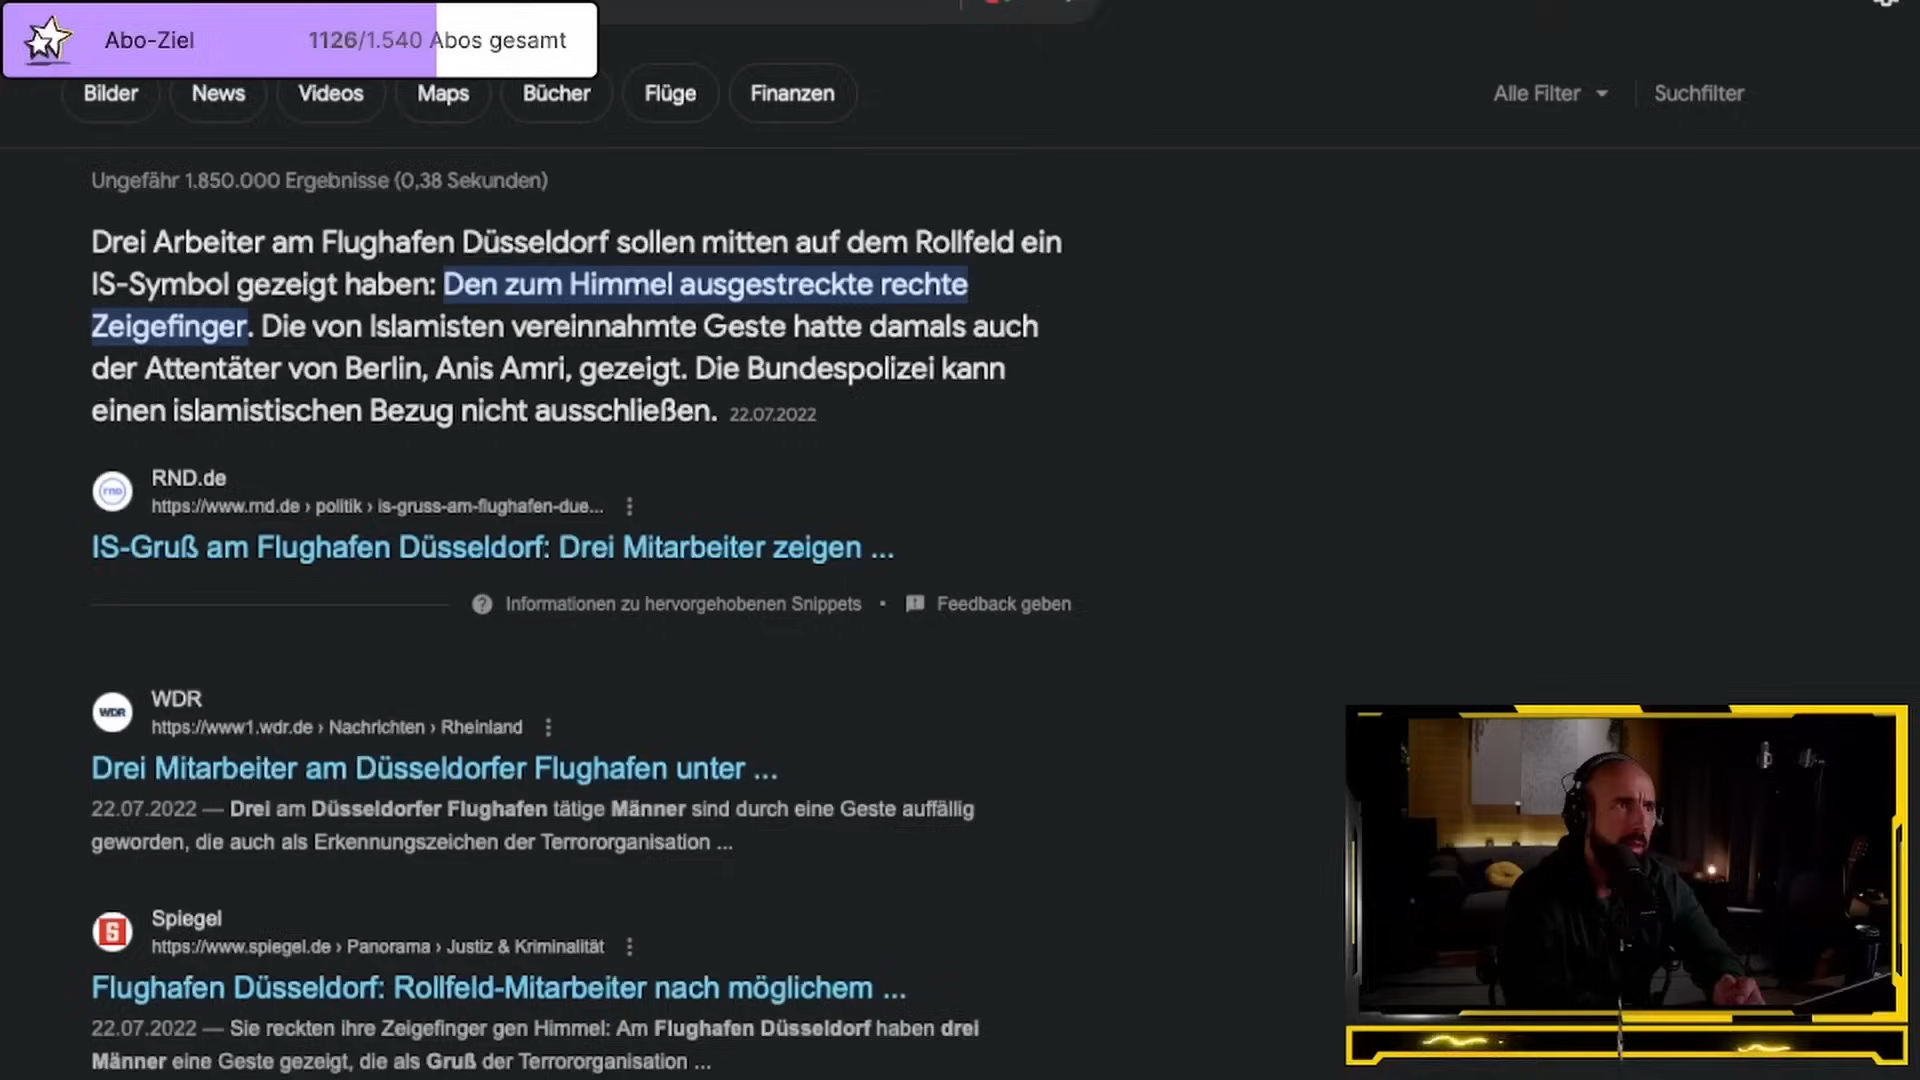 Abo-Ziel 1126/1.540 Abos gesamt
Bilder News Videos Maps Bücher Flüge Finanzen Alle Filter Suchfilter
Ungefähr 1.850.000 Ergebnisse (0,38 Sekunden)
Drei Arbeiter am Flughafen Düsseldorf sollen mitten auf dem Rollfeld ein
IS-Symbol gezeigt haben: Den zum Himmel ausgestreckte rechte
Zeigefinger. Die von Islamisten vereinnahmte Geste hatte damals auch
der Attentäter von Berlin, Anis Amri, gezeigt. Die Bundespolizei kann
einen islamistischen Bezug nicht ausschließen. 22.07.2022
rnd
RND.de
https://www.rnd.de › politik › is-gruss-am-flughafen-due...
IS-Gruß am Flughafen Düsseldorf: Drei Mitarbeiter zeigen ...
Informationen zu hervorgehobenen Snippets • Feedback geben
WDR
WDR
https://www1.wdr.de › Nachrichten › Rheinland
Drei Mitarbeiter am Düsseldorfer Flughafen unter ...
22.07.2022 — Drei am Düsseldorfer Flughafen tätige Männer sind durch eine Geste auffällig
geworden, die auch als Erkennungszeichen der Terrororganisation ...
S
Spiegel
https://www.spiegel.de › Panorama › Justiz & Kriminalität
Flughafen Düsseldorf: Rollfeld-Mitarbeiter nach möglichem ...
22.07.2022 — Sie reckten ihre Zeigefinger gen Himmel: Am Flughafen Düsseldorf haben drei
Männer eine Geste gezeigt, die als Gruß der Terrororganisation ...